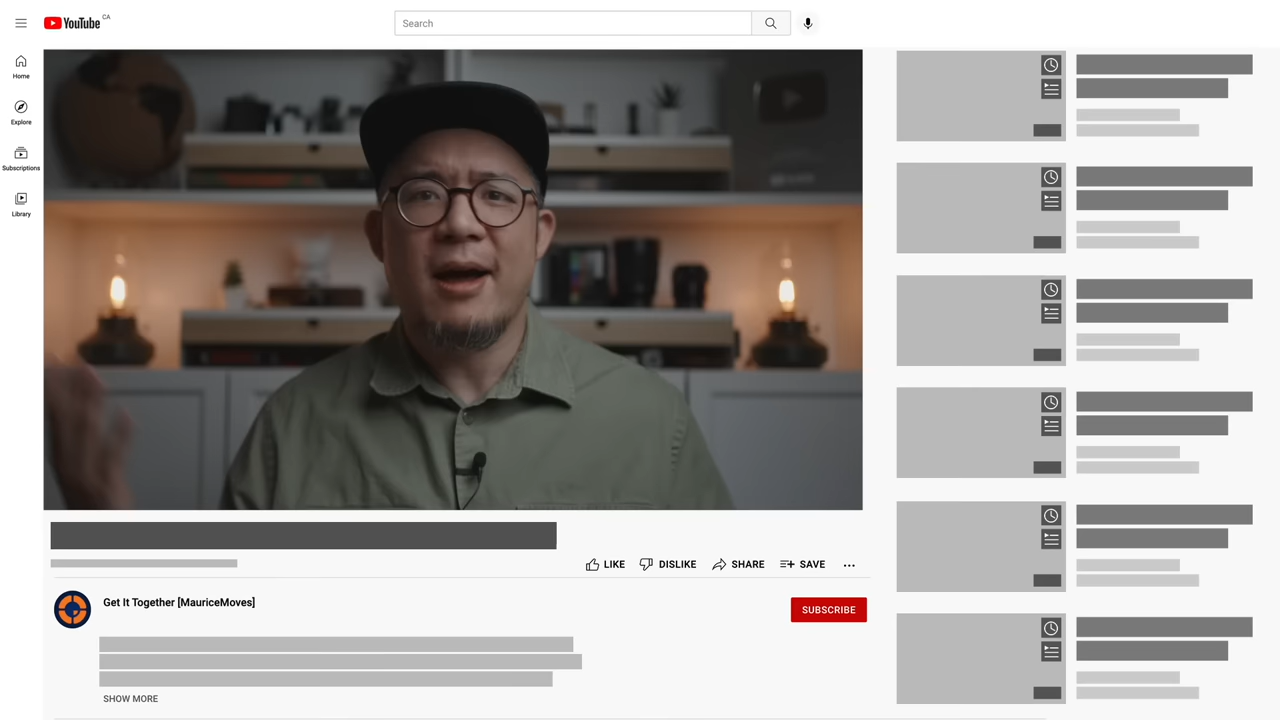 YouTube CA
Search
Home
Explore
Subscriptions
Library
LIKE
DISLIKE
SHARE
SAVE
Get It Together [MauriceMoves]
SUBSCRIBE
SHOW MORE